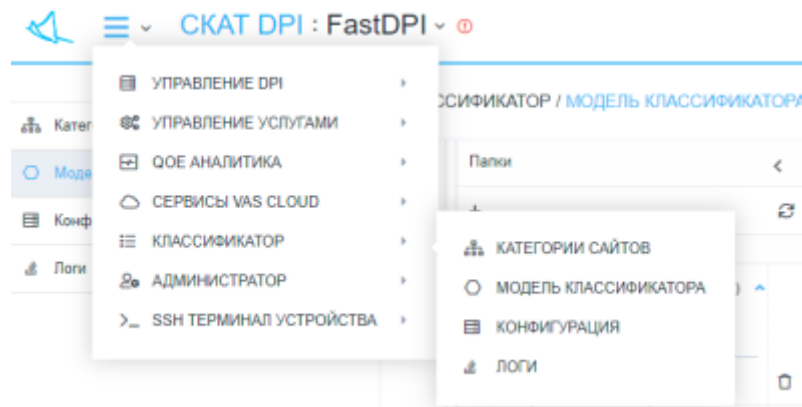 СКАТ DPI : FastDPI
УПРАВЛЕНИЕ DPI
УПРАВЛЕНИЕ УСЛУГАМИ
QOE АНАЛИТИКА
СЕРВИСЫ VAS CLOUD
КЛАССИФИКАТОР
АДМИНИСТРАТОР
SSH ТЕРМИНАЛ УСТРОЙСТВА
ССИФИКАТОР / МОДЕЛЬ КЛАССИФИКАТОРА
Катег
Моде
Конф
Логи
Папки
КАТЕГОРИИ САЙТОВ
МОДЕЛЬ КЛАССИФИКАТОРА
КОНФИГУРАЦИЯ
ЛОГИ